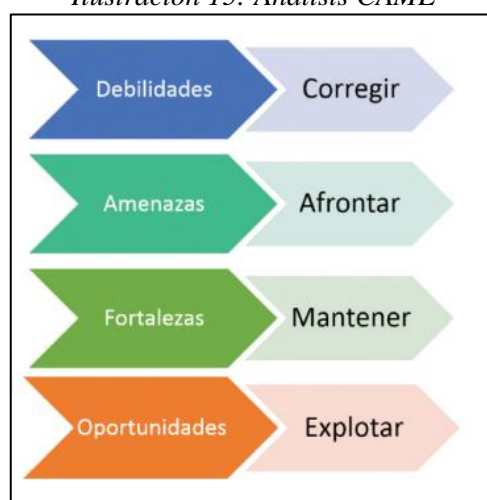 Ilustración 15. Análisis CAME
Debilidades Corregir
Amenazas Afrontar
Fortalezas Mantener
Oportunidades Explotar